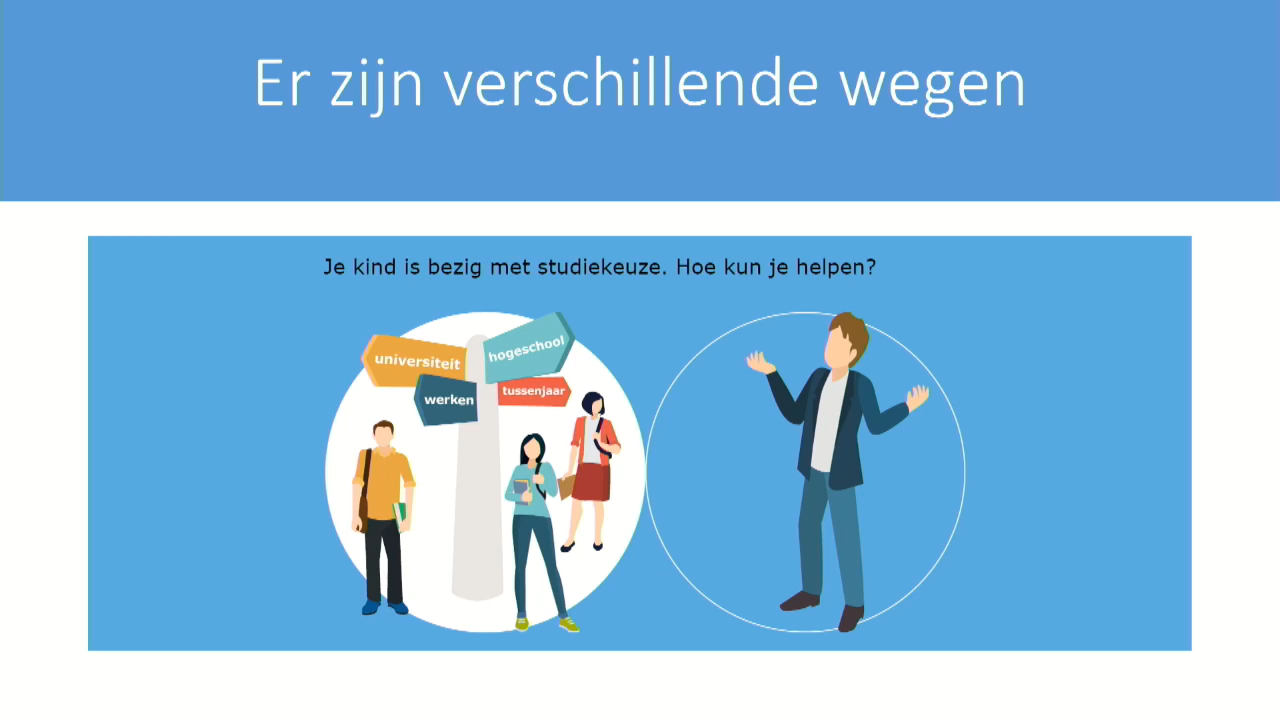 Er zijn verschillende wegen
Je kind is bezig met studiekeuze. Hoe kun je helpen?
universiteit
hogeschool
werken
tussenjaar